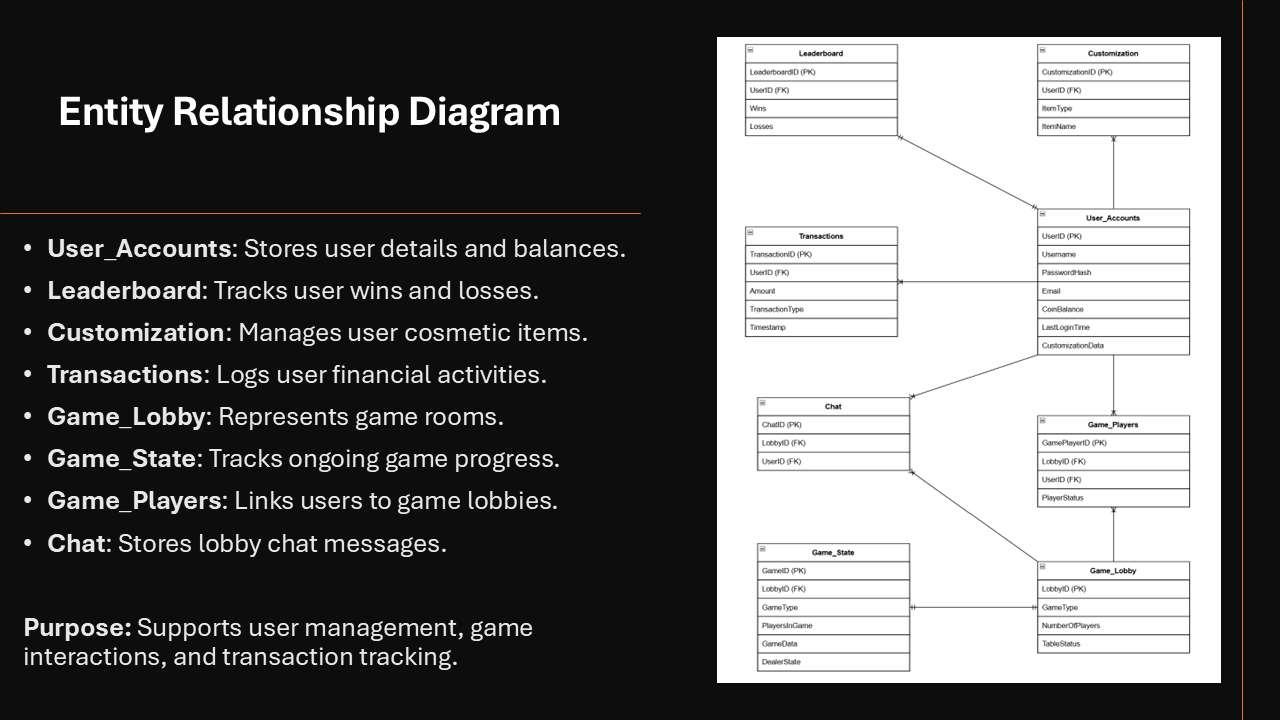 Entity Relationship Diagram
• User_Accounts: Stores user details and balances.
• Leaderboard: Tracks user wins and losses.
• Customization: Manages user cosmetic items.
• Transactions: Logs user financial activities.
• Game_Lobby: Represents game rooms.
• Game_State: Tracks ongoing game progress.
• Game_Players: Links users to game lobbies.
• Chat: Stores lobby chat messages.
Purpose: Supports user management, game
interactions, and transaction tracking.
Leaderboard
LeaderboardID (PK)
UserID (FK)
Wins
Losses
Customization
CustomizationID (PK)
UserID (FK)
ItemType
ItemName
Transactions
TransactionID (PK)
UserID (FK)
Amount
TransactionType
Timestamp
User_Accounts
UserID (PK)
Username
PasswordHash
Email
CoinBalance
LastLoginTime
CustomizationData
Chat
ChatID (PK)
LobbyID (FK)
UserID (FK)
Game_Players
GamePlayerID (PK)
LobbyID (FK)
UserID (FK)
PlayerStatus
Game_State
GameID (PK)
LobbyID (FK)
GameType
PlayersInGame
GameData
DealerState
Game_Lobby
LobbyID (PK)
GameType
NumberOfPlayers
TableStatus